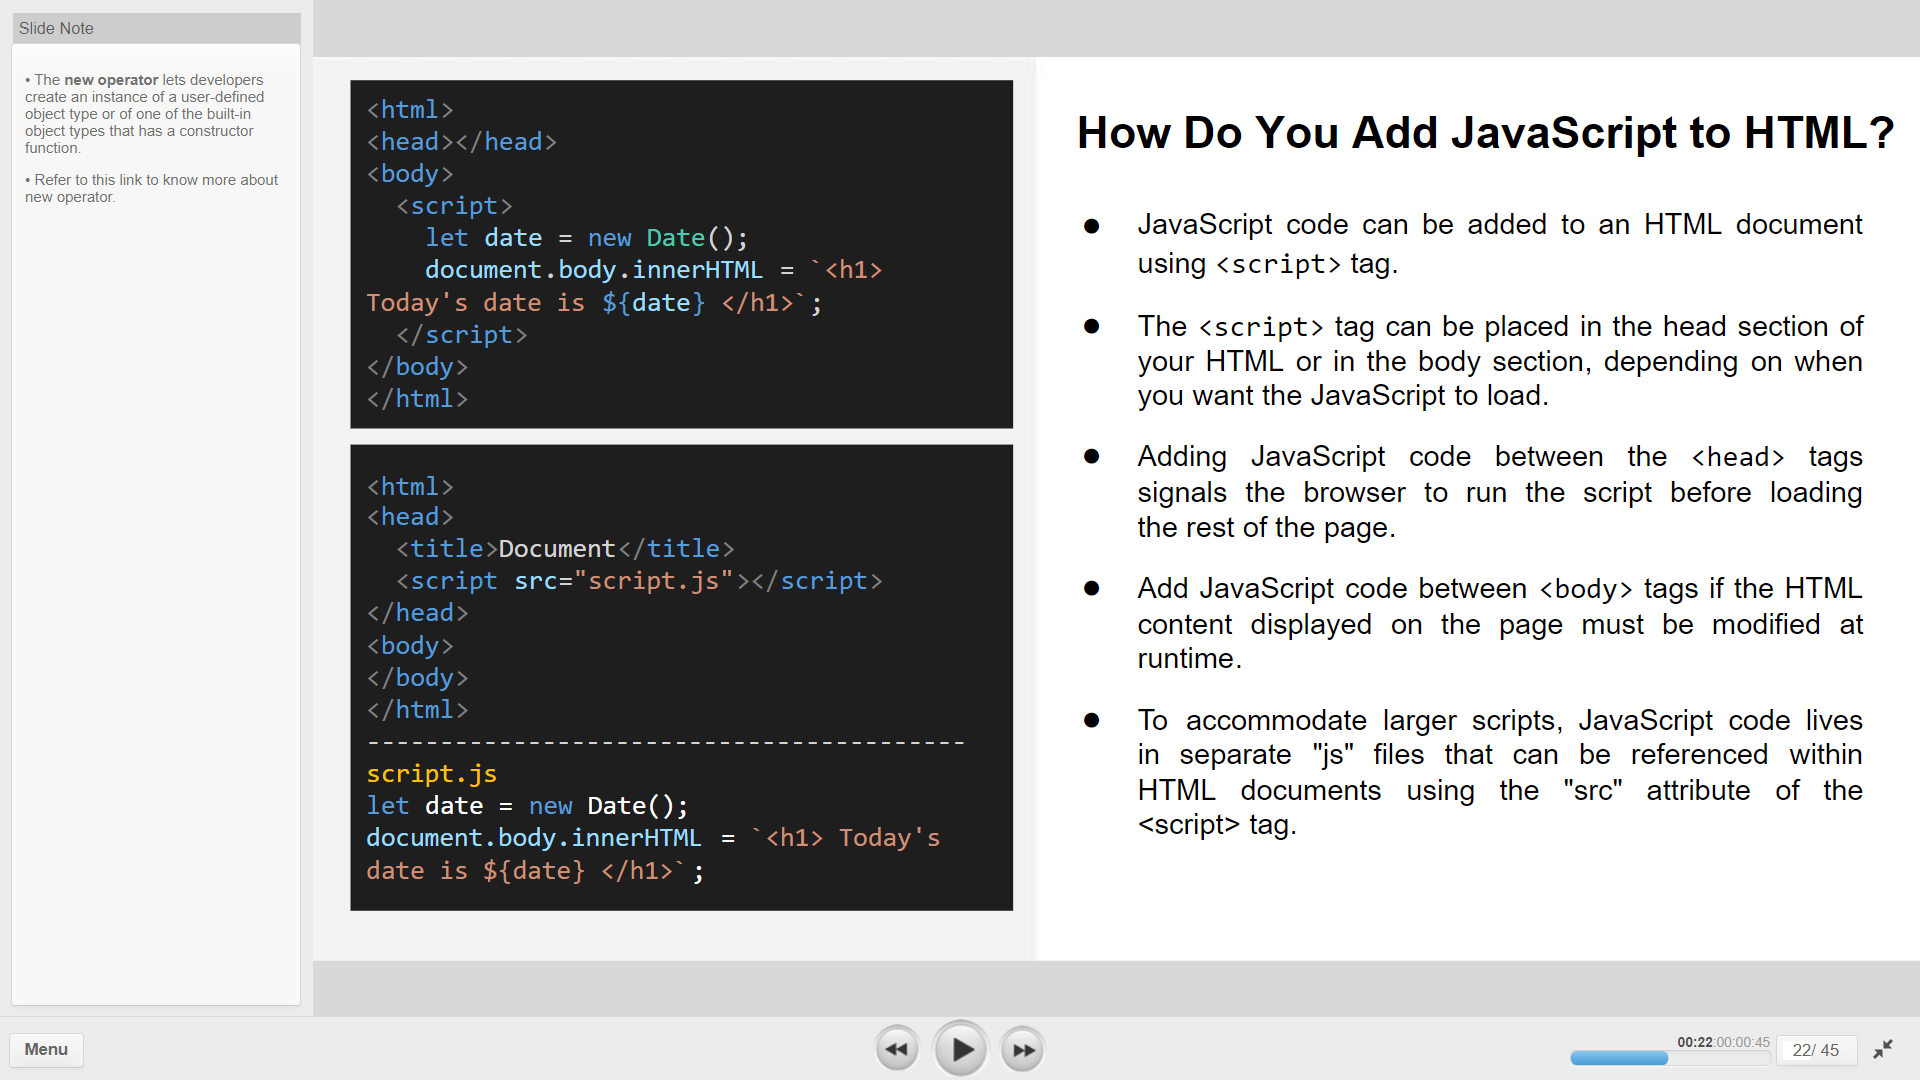 Slide Note
• The new operator lets developers
create an instance of a user-defined
object type or of one of the built-in
object types that has a constructor
function.
• Refer to this link to know more about
new operator.
<html>
<head></head>
<body>
  <script>
    let date = new Date();
    document.body.innerHTML = `<h1>
Today's date is ${date} </h1>`;
  </script>
</body>
</html>
<html>
<head>
  <title>Document</title>
  <script src="script.js"></script>
</head>
<body>
</body>
</html>
-----------------------------------------
script.js
let date = new Date();
document.body.innerHTML = `<h1> Today's
date is ${date} </h1>`;
How Do You Add JavaScript to HTML?
● JavaScript code can be added to an HTML document
using <script> tag.
● The <script> tag can be placed in the head section of
your HTML or in the body section, depending on when
you want the JavaScript to load.
● Adding JavaScript code between the <head> tags
signals the browser to run the script before loading
the rest of the page.
● Add JavaScript code between <body> tags if the HTML
content displayed on the page must be modified at
runtime.
● To accommodate larger scripts, JavaScript code lives
in separate "js" files that can be referenced within
HTML documents using the "src" attribute of the
<script> tag.
Menu
00:22:00:00:45
22/ 45